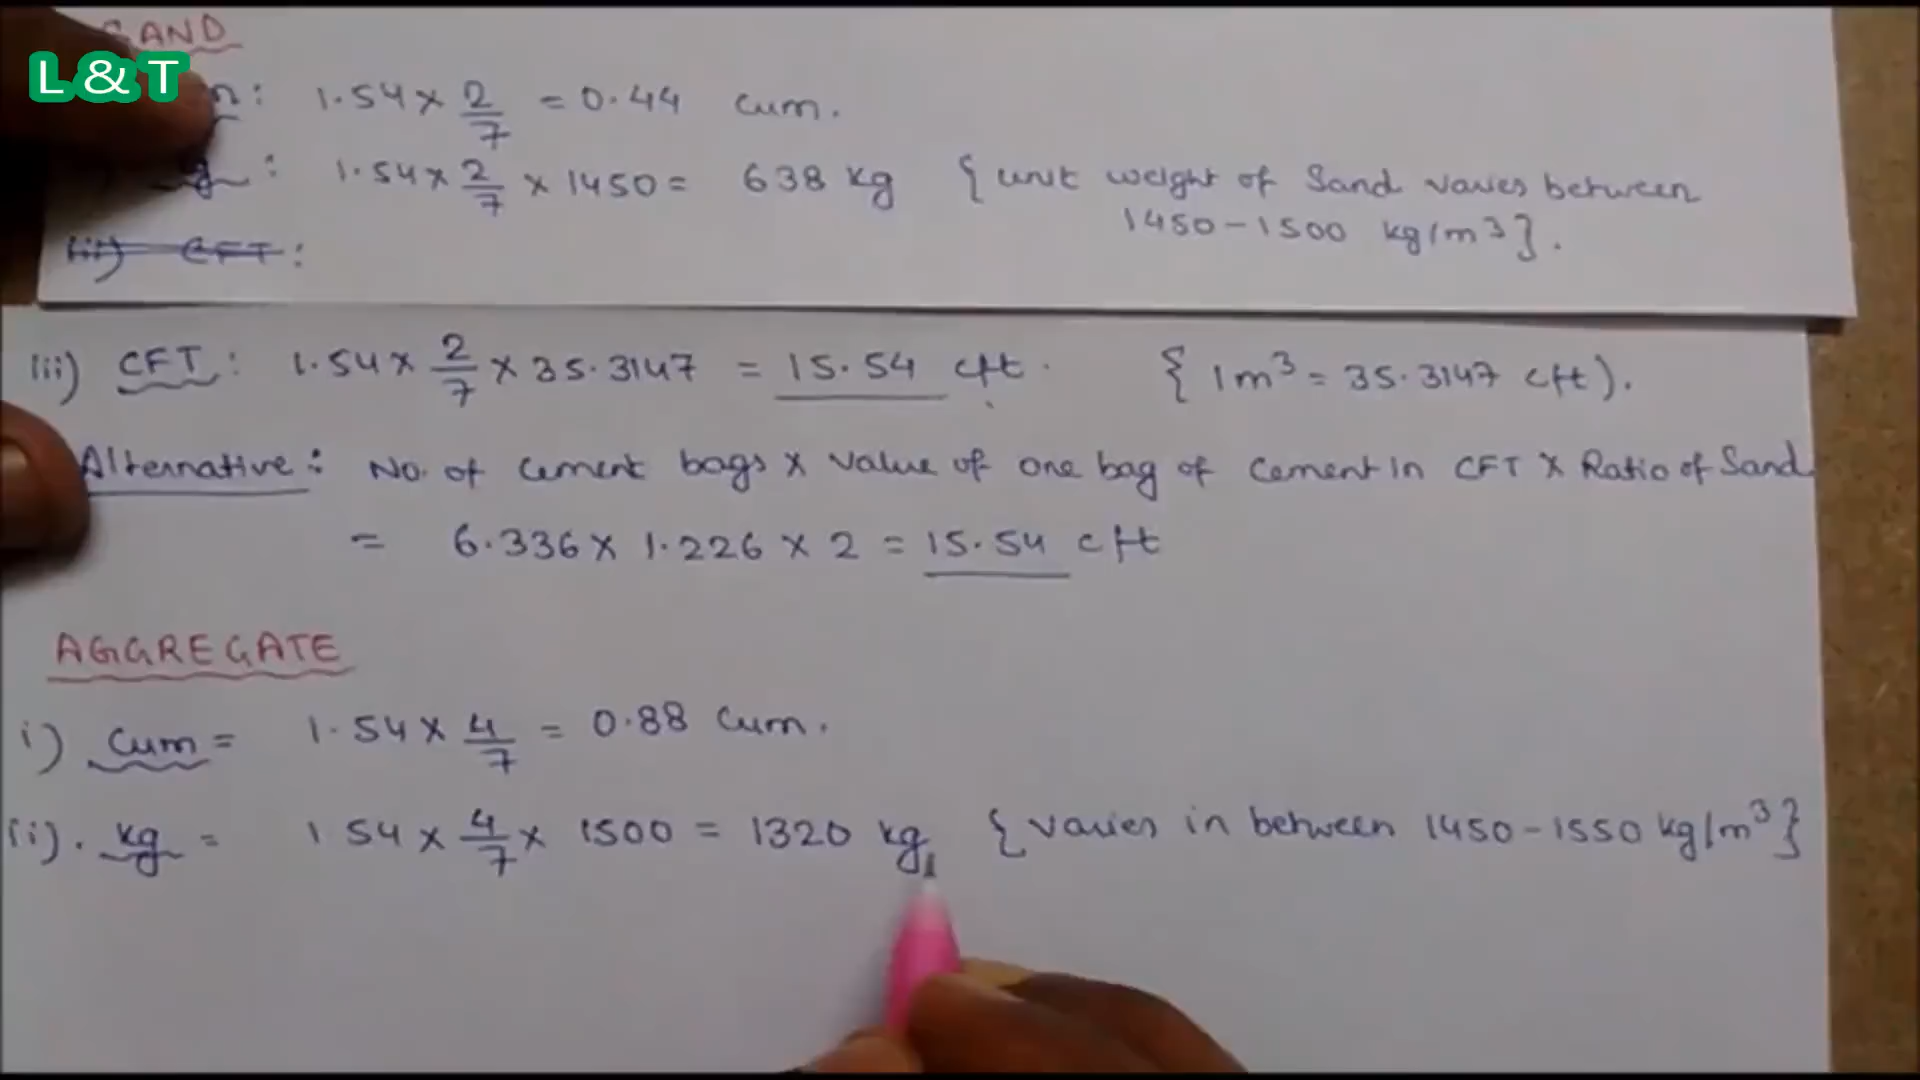 SAND
L & T
: 1.54 × 2/7 = 0.44 cum.
: 1.54 × 2/7 × 1450 = 638 kg { unit weight of Sand varies between
1450 - 1500 kg/m³}.
iii) CFT :
iii) CFT : 1.54 × 2/7 × 35.3147 = 15.54 cft. { 1m³ = 35.3147 cft).
Alternative : No. of cement bags × value of one bag of cement in CFT × Ratio of Sand
= 6.336 × 1.226 × 2 = 15.54 cft
AGGREGATE
i) Cum = 1.54 × 4/7 = 0.88 Cum.
(ii). kg = 1.54 × 4/7 × 1500 = 1320 kg { varies in between 1450 - 1550 kg/m³}